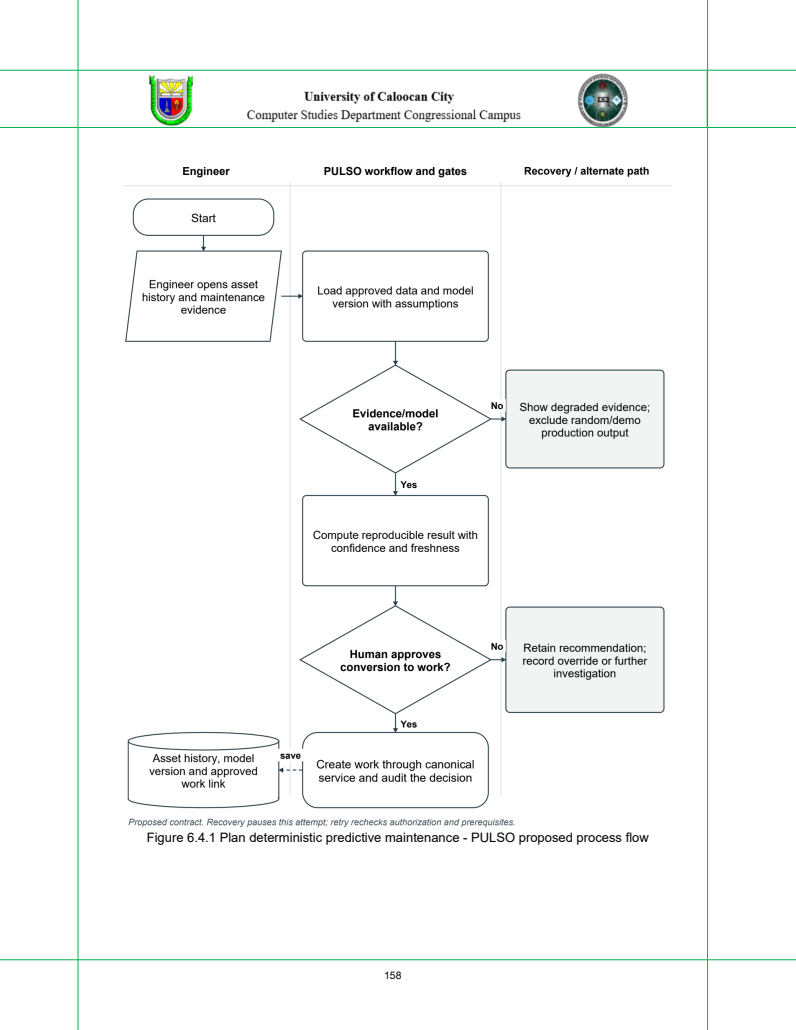 University of Caloocan City
Computer Studies Department Congressional Campus
Engineer
PULSO workflow and gates
Recovery / alternate path
Start
Engineer opens asset
history and maintenance
evidence
Load approved data and model
version with assumptions
Evidence/model
available?
No
Show degraded evidence;
exclude random/demo
production output
Yes
Compute reproducible result with
confidence and freshness
Human approves
conversion to work?
No
Retain recommendation;
record override or further
investigation
Yes
Asset history, model
version and approved
work link
save
Create work through canonical
service and audit the decision
Proposed contract. Recovery pauses this attempt; retry rechecks authorization and prerequisites.
Figure 6.4.1 Plan deterministic predictive maintenance - PULSO proposed process flow
158